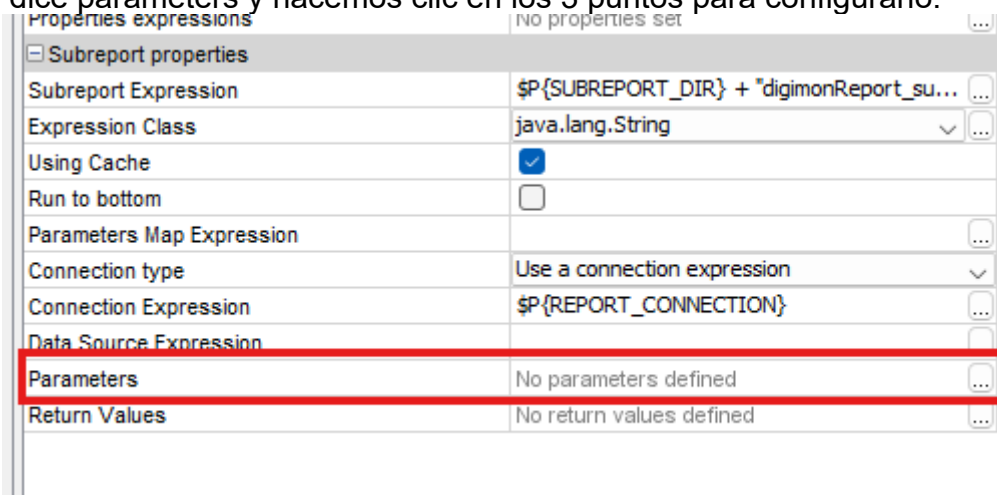 dice parameters y hacemos clic en los 3 puntos para configurarlo.
Properties expressions No properties set ...
Subreport properties
Subreport Expression $P{SUBREPORT_DIR} + "digimonReport_su... ...
Expression Class java.lang.String ...
Using Cache
Run to bottom
Parameters Map Expression ...
Connection type Use a connection expression
Connection Expression $P{REPORT_CONNECTION} ...
Data Source Expression ...
Parameters No parameters defined ...
Return Values No return values defined ...